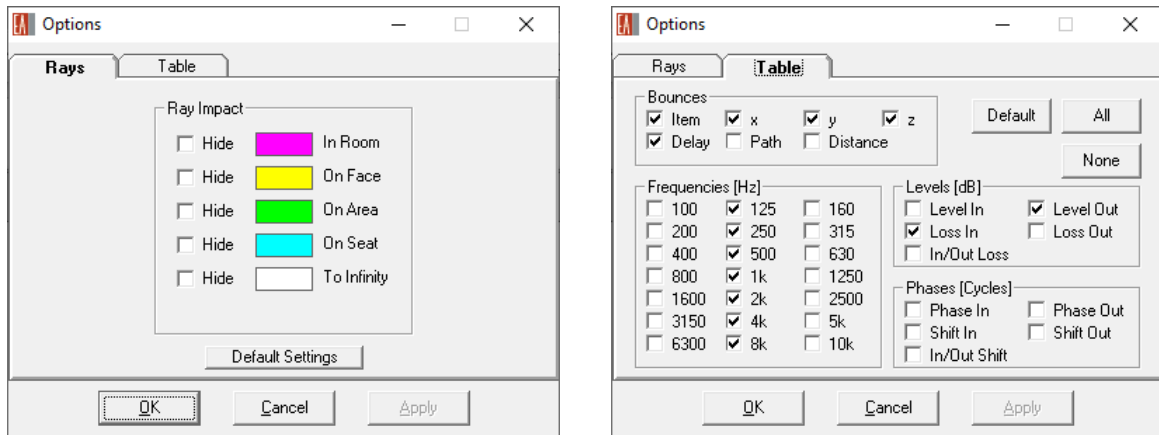 EA Options
Rays Table
Ray Impact
Hide In Room
Hide On Face
Hide On Area
Hide On Seat
Hide To Infinity
Default Settings
OK Cancel Apply
EA Options
Rays Table
Bounces
Item x y z
Delay Path Distance
Default All
None
Frequencies [Hz]
100 125 160
200 250 315
400 500 630
800 1k 1250
1600 2k 2500
3150 4k 5k
6300 8k 10k
Levels [dB]
Level In Level Out
Loss In Loss Out
In/Out Loss
Phases [Cycles]
Phase In Phase Out
Shift In Shift Out
In/Out Shift
OK Cancel Apply